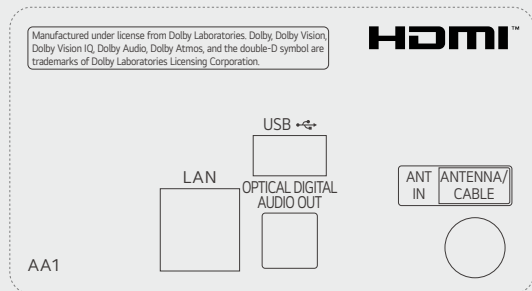 Manufactured under license from Dolby Laboratories. Dolby, Dolby Vision,
Dolby Vision IQ, Dolby Audio, Dolby Atmos, and the double-D symbol are
trademarks of Dolby Laboratories Licensing Corporation.
HDMI™
USB
LAN
OPTICAL DIGITAL
AUDIO OUT
ANT
IN
ANTENNA/
CABLE
AA1